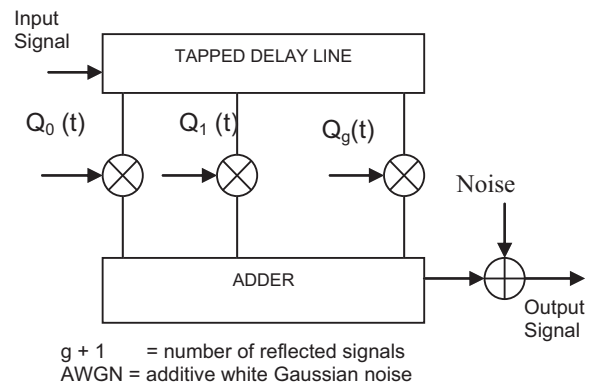 Input
Signal
TAPPED DELAY LINE
Q₀ (t)
Q₁ (t)
Q_g(t)
Noise
ADDER
Output
Signal
g + 1 = number of reflected signals
AWGN = additive white Gaussian noise